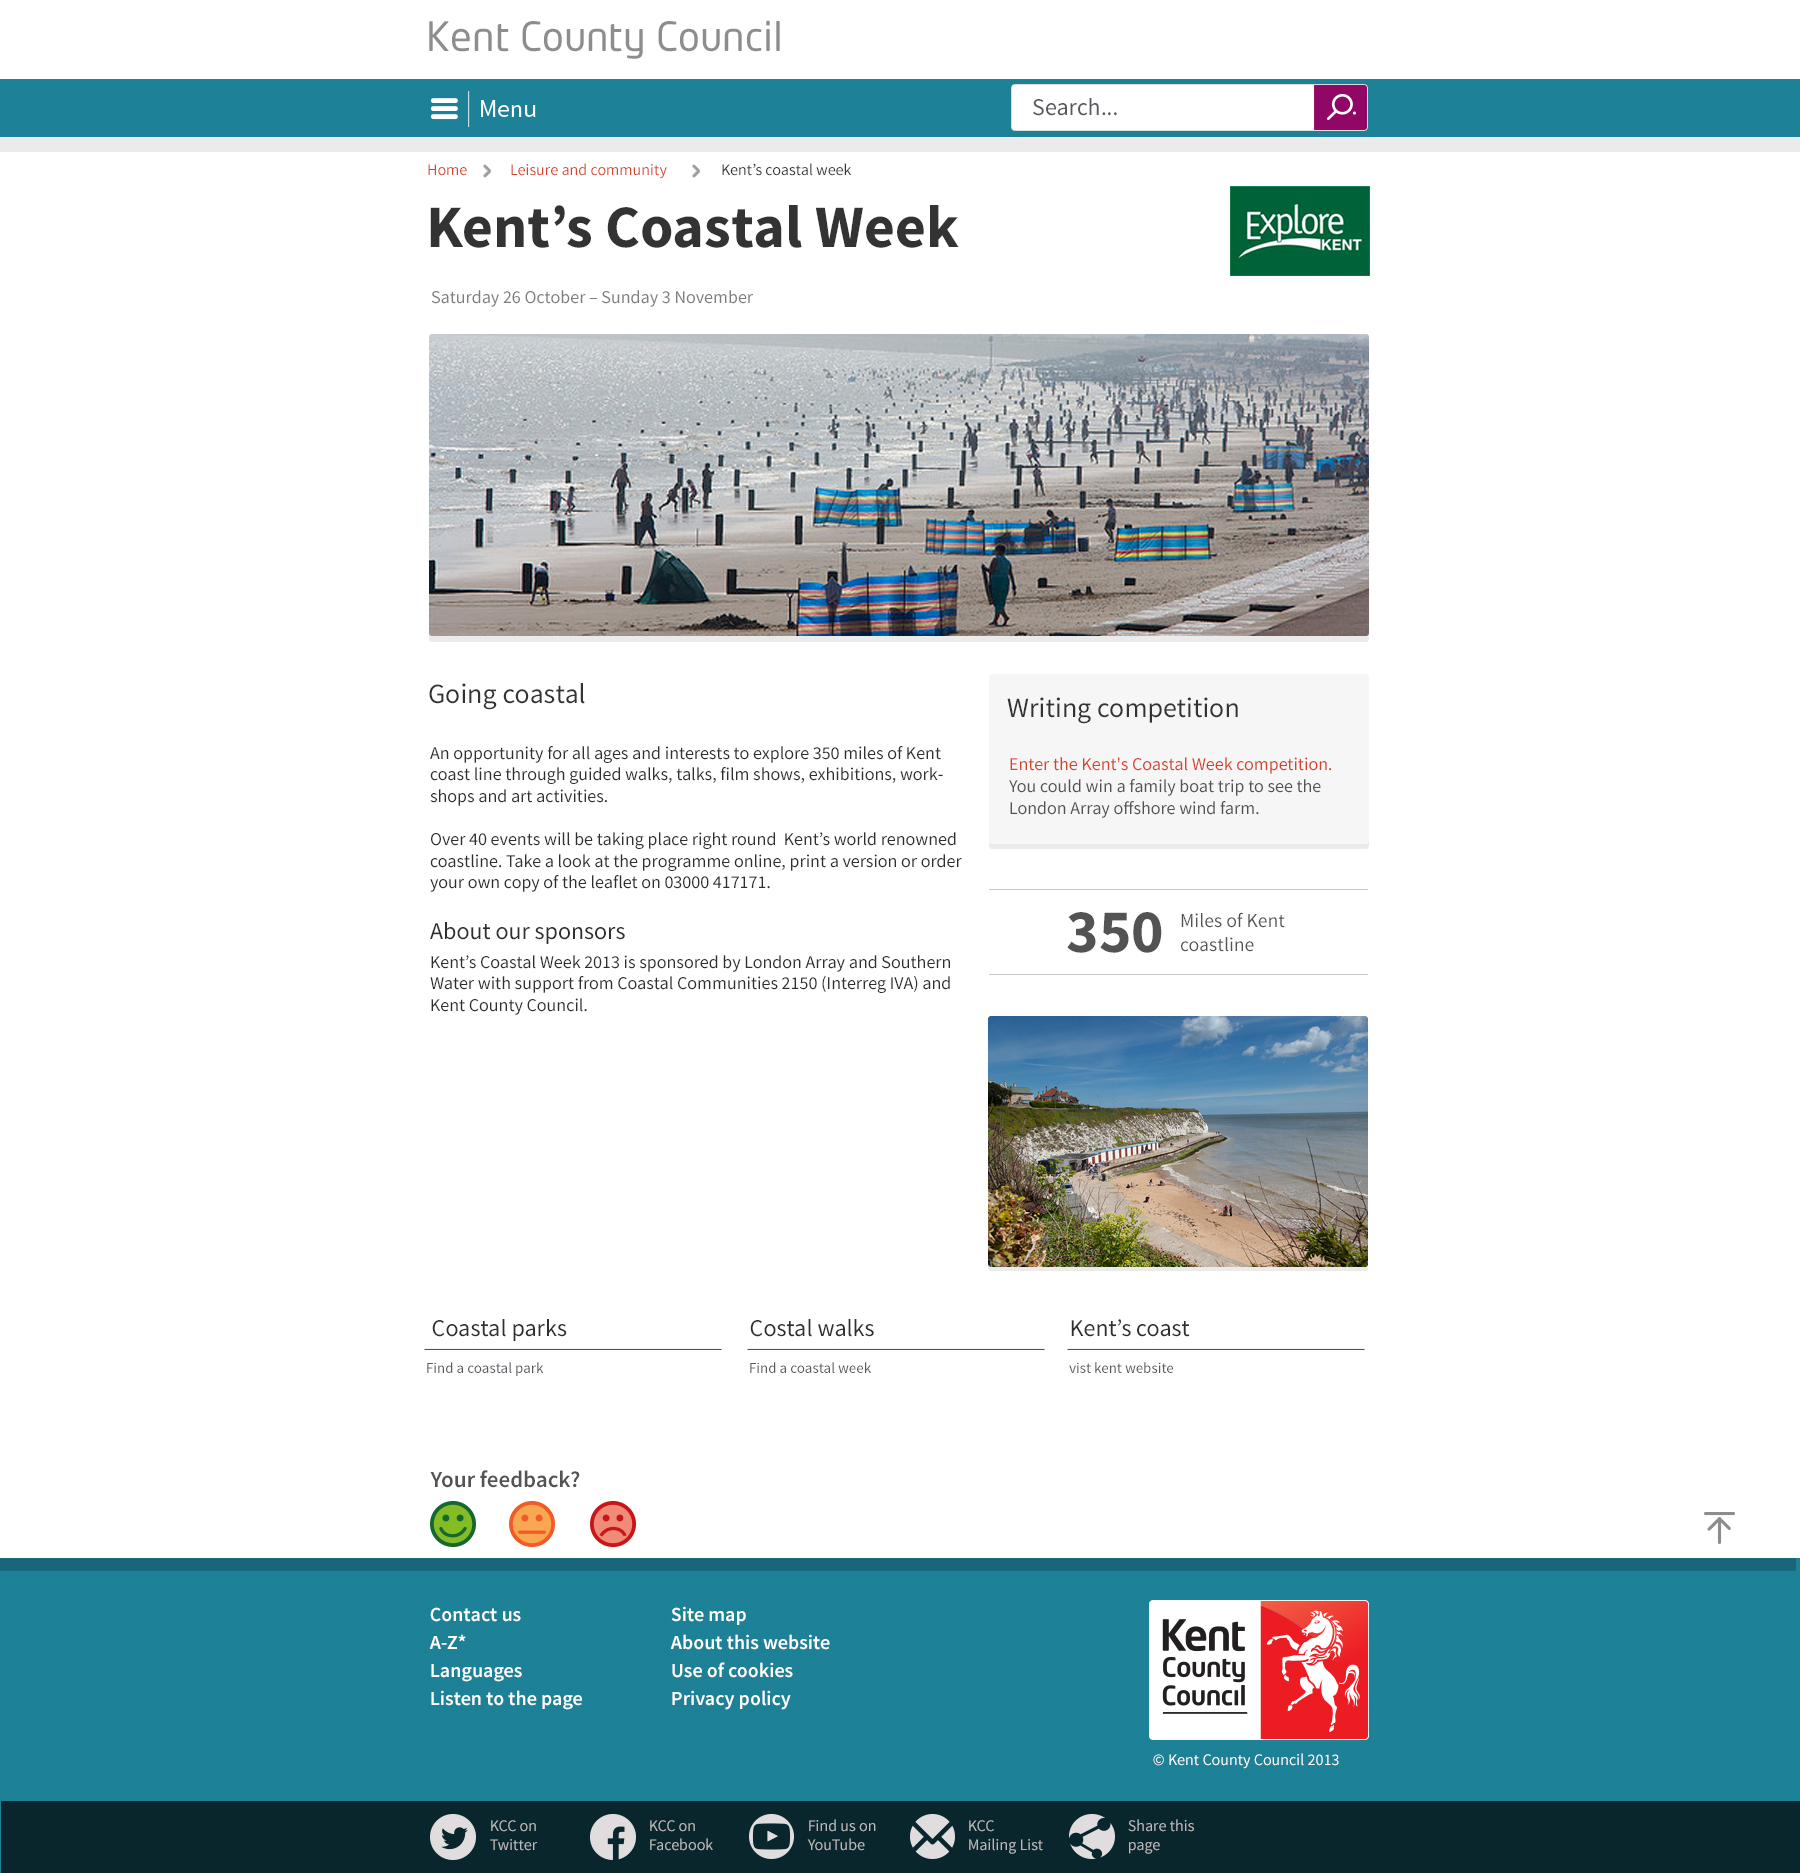 Kent County Council
Menu
Search...
Home
Leisure and community
Kent’s coastal week
Kent’s Coastal Week
Explore
KENT
Saturday 26 October – Sunday 3 November
Going coastal
An opportunity for all ages and interests to explore 350 miles of Kent
coast line through guided walks, talks, film shows, exhibitions, work-
shops and art activities.
Over 40 events will be taking place right round  Kent’s world renowned
coastline. Take a look at the programme online, print a version or order
your own copy of the leaflet on 03000 417171.
About our sponsors
Kent’s Coastal Week 2013 is sponsored by London Array and Southern
Water with support from Coastal Communities 2150 (Interreg IVA) and
Kent County Council.
Writing competition
Enter the Kent's Coastal Week competition.
You could win a family boat trip to see the
London Array offshore wind farm.
350
Miles of Kent
coastline
Coastal parks
Find a coastal park
Costal walks
Find a coastal week
Kent’s coast
vist kent website
Your feedback?
Contact us
A-Z*
Languages
Listen to the page
Site map
About this website
Use of cookies
Privacy policy
Kent
County
Council
© Kent County Council 2013
KCC on
Twitter
KCC on
Facebook
Find us on
YouTube
KCC
Mailing List
Share this
page